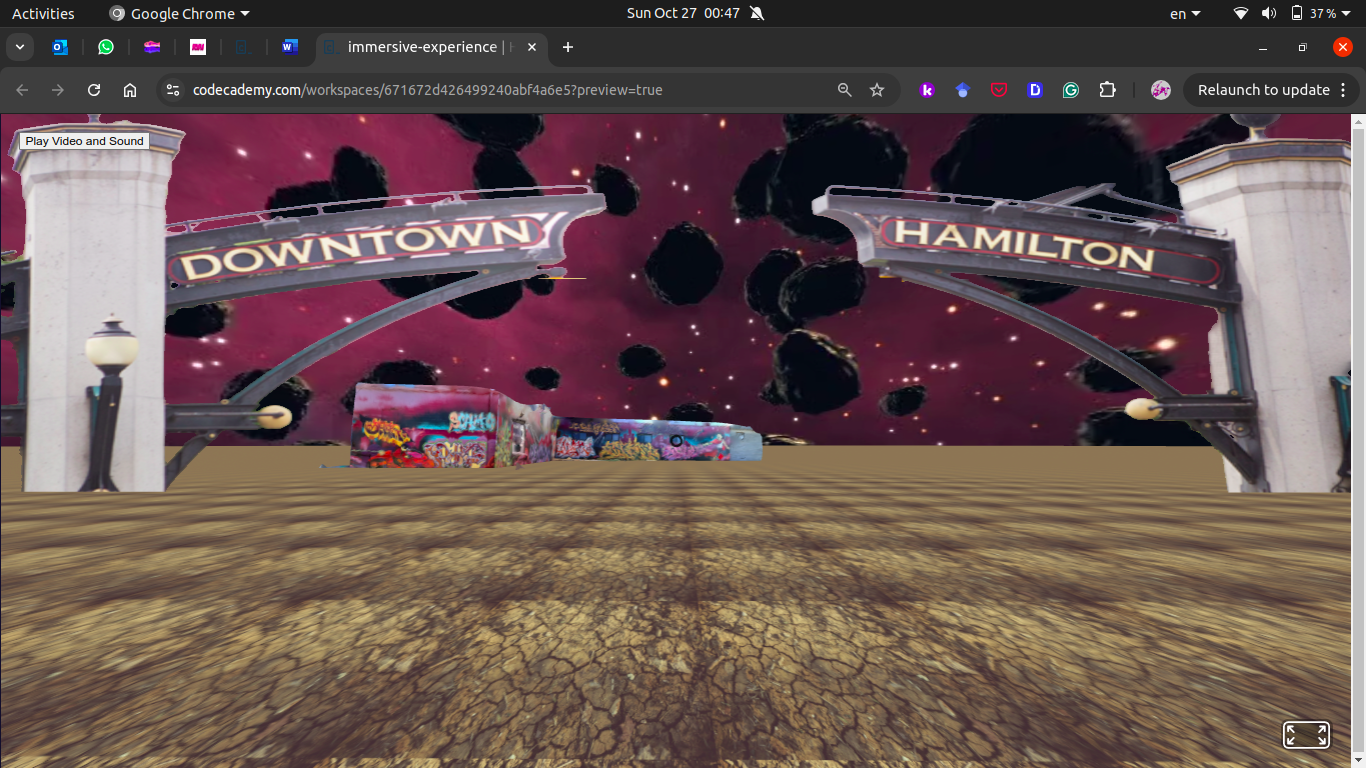 Activities
Google Chrome
Sun Oct 27 00:47
en
37 %
immersive-experience |
codecademy.com/workspaces/671672d426499240abf4a6e5?preview=true
Relaunch to update
Play Video and Sound
DOWNTOWN
HAMILTON